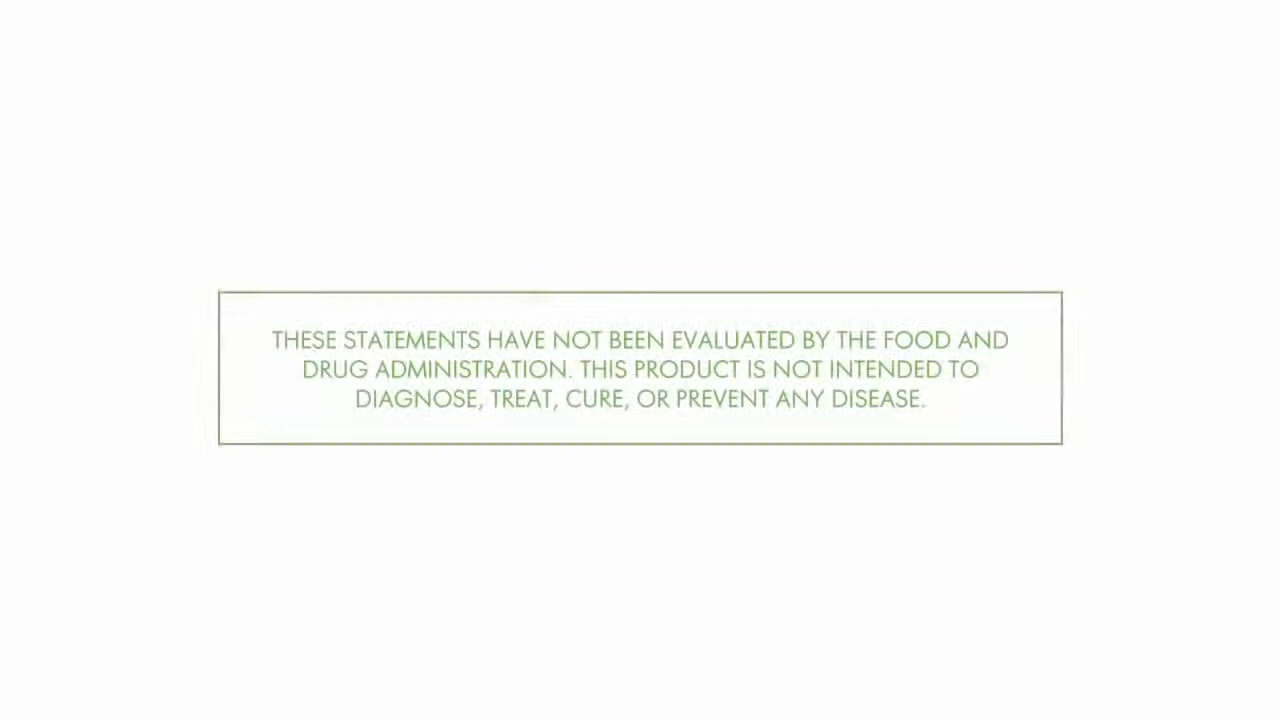 THESE STATEMENTS HAVE NOT BEEN EVALUATED BY THE FOOD AND
DRUG ADMINISTRATION. THIS PRODUCT IS NOT INTENDED TO
DIAGNOSE, TREAT, CURE, OR PREVENT ANY DISEASE.